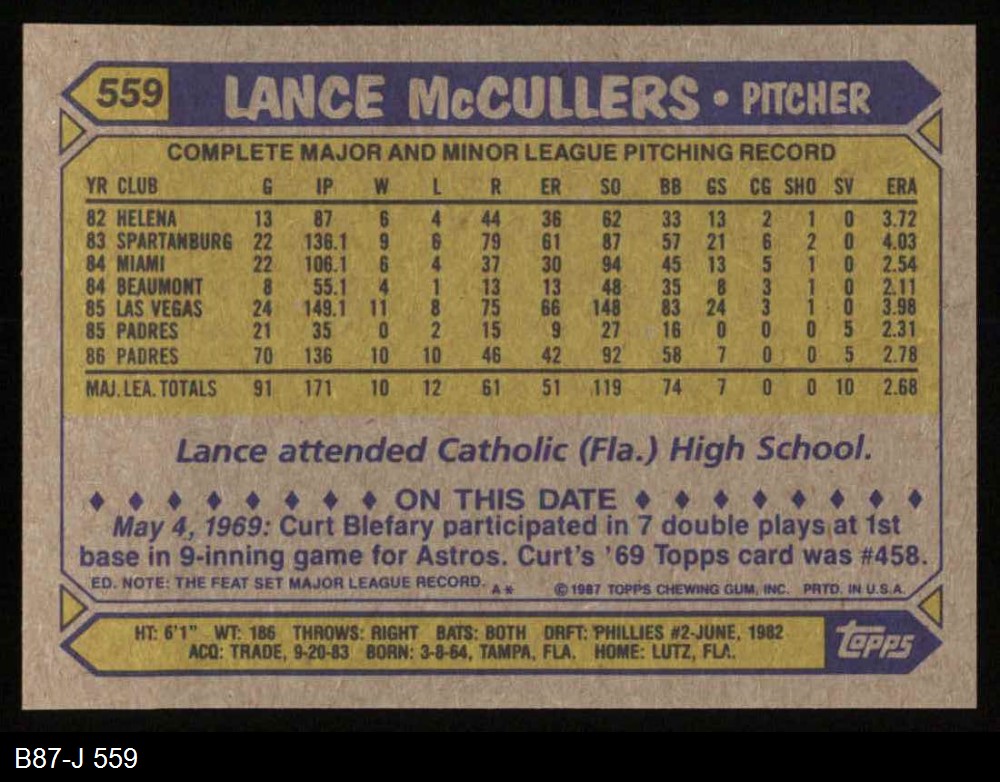 559 LANCE McCULLERS • PITCHER
COMPLETE MAJOR AND MINOR LEAGUE PITCHING RECORD
YR CLUB G IP W L R ER SO BB GS CG SHO SV ERA
82 HELENA 13 87 6 4 44 36 62 33 13 2 1 0 3.72
83 SPARTANBURG 22 136.1 9 6 79 61 87 57 21 6 2 0 4.03
84 MIAMI 22 106.1 6 4 37 30 94 45 13 5 1 0 2.54
84 BEAUMONT 8 55.1 4 1 13 13 48 35 8 3 1 0 2.11
85 LAS VEGAS 24 149.1 11 8 75 66 148 83 24 3 1 0 3.98
85 PADRES 21 35 0 2 15 9 27 16 0 0 0 5 2.31
86 PADRES 70 136 10 10 46 42 92 58 7 0 0 5 2.78
MAJ. LEA. TOTALS 91 171 10 12 61 51 119 74 7 0 0 10 2.68
Lance attended Catholic (Fla.) High School.
♦ ♦ ♦ ♦ ♦ ♦ ♦ ♦ ON THIS DATE ♦ ♦ ♦ ♦ ♦ ♦ ♦ ♦
May 4, 1969: Curt Blefary participated in 7 double plays at 1st
base in 9-inning game for Astros. Curt's '69 Topps card was #458.
ED. NOTE: THE FEAT SET MAJOR LEAGUE RECORD. A* © 1987 TOPPS CHEWING GUM, INC. PRTD. IN U.S.A.
HT: 6'1" WT: 186 THROWS: RIGHT BATS: BOTH DRFT: PHILLIES #2-JUNE, 1982
ACQ: TRADE, 9-20-83 BORN: 3-8-64, TAMPA, FLA. HOME: LUTZ, FLA.
Topps
B87-J 559